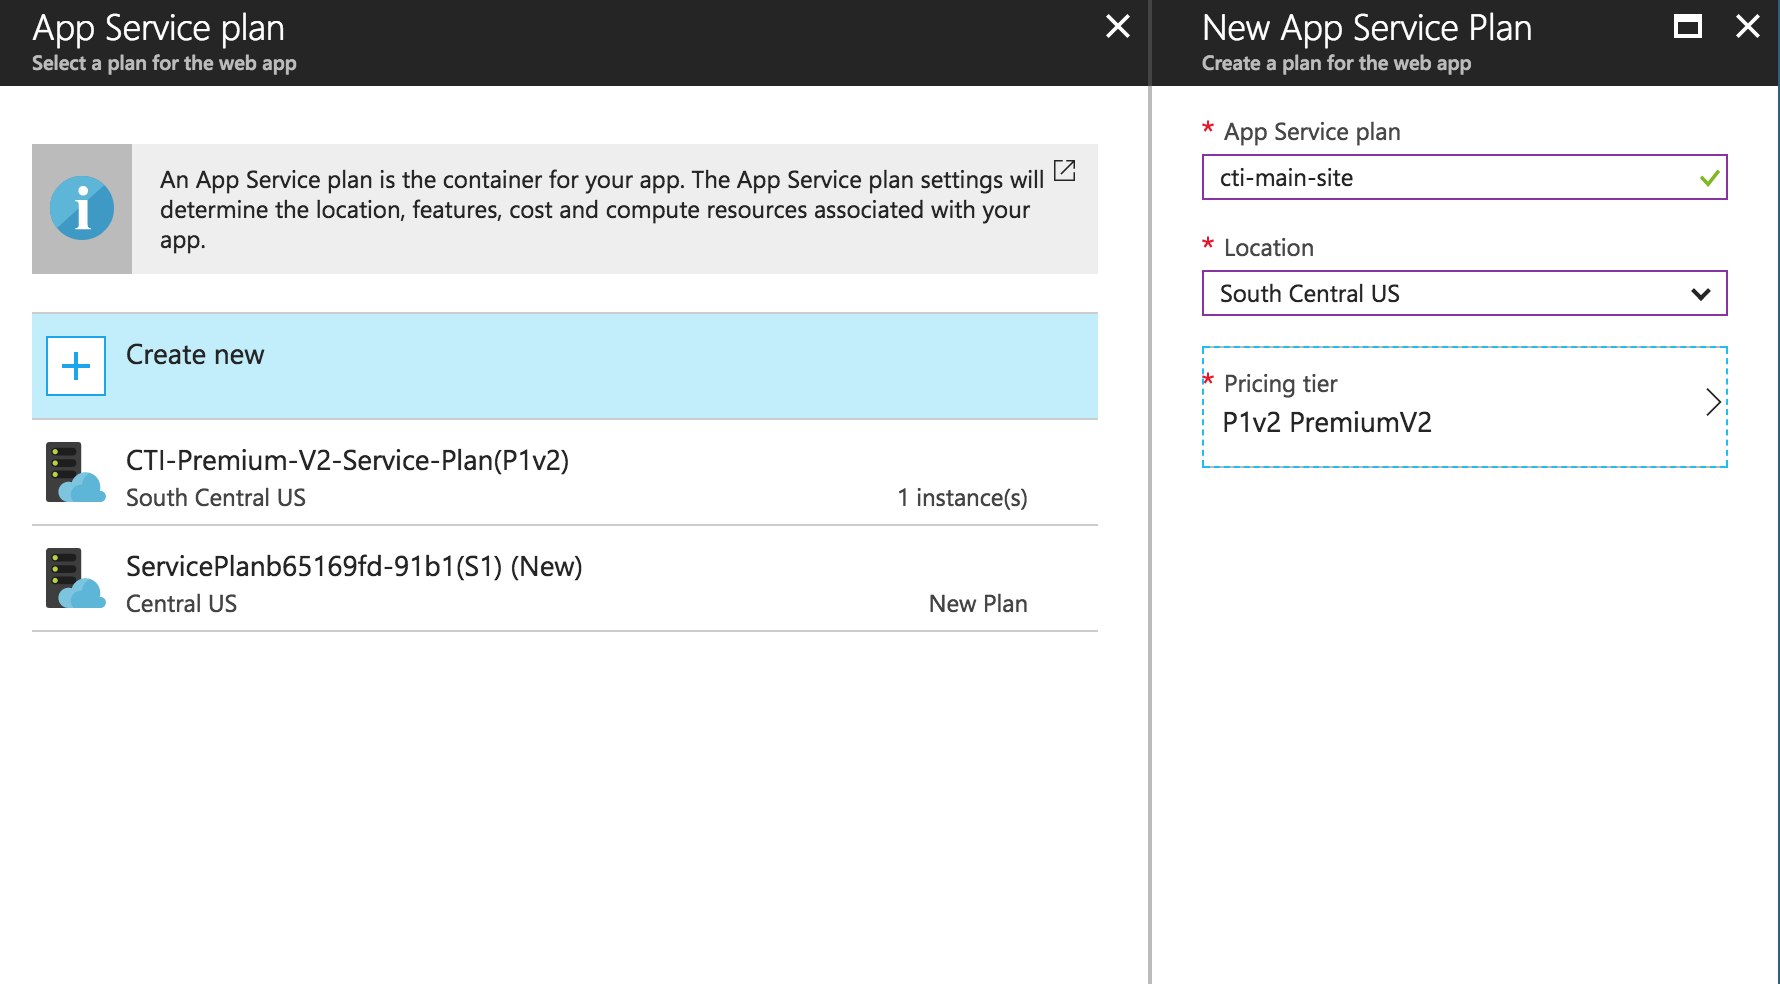 App Service plan
Select a plan for the web app
An App Service plan is the container for your app. The App Service plan settings will
determine the location, features, cost and compute resources associated with your
app.
Create new
CTI-Premium-V2-Service-Plan(P1v2)
South Central US
1 instance(s)
ServicePlanb65169fd-91b1(S1) (New)
Central US
New Plan
New App Service Plan
Create a plan for the web app
* App Service plan
cti-main-site
* Location
South Central US
* Pricing tier
P1v2 PremiumV2